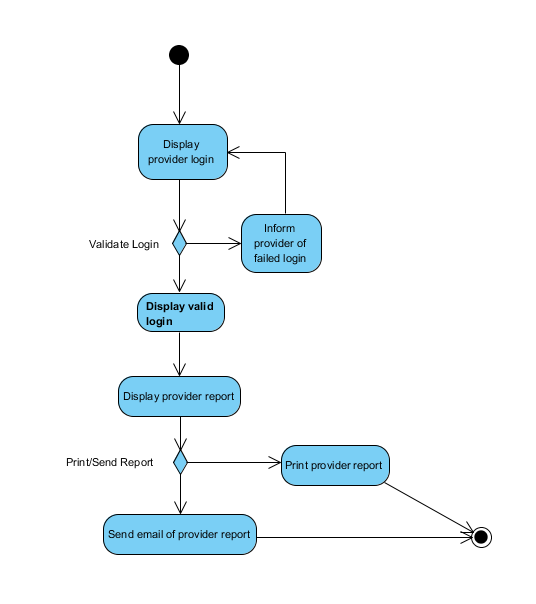 Display
provider login
Validate Login
Inform
provider of
failed login
Display valid
login
Display provider report
Print/Send Report
Print provider report
Send email of provider report